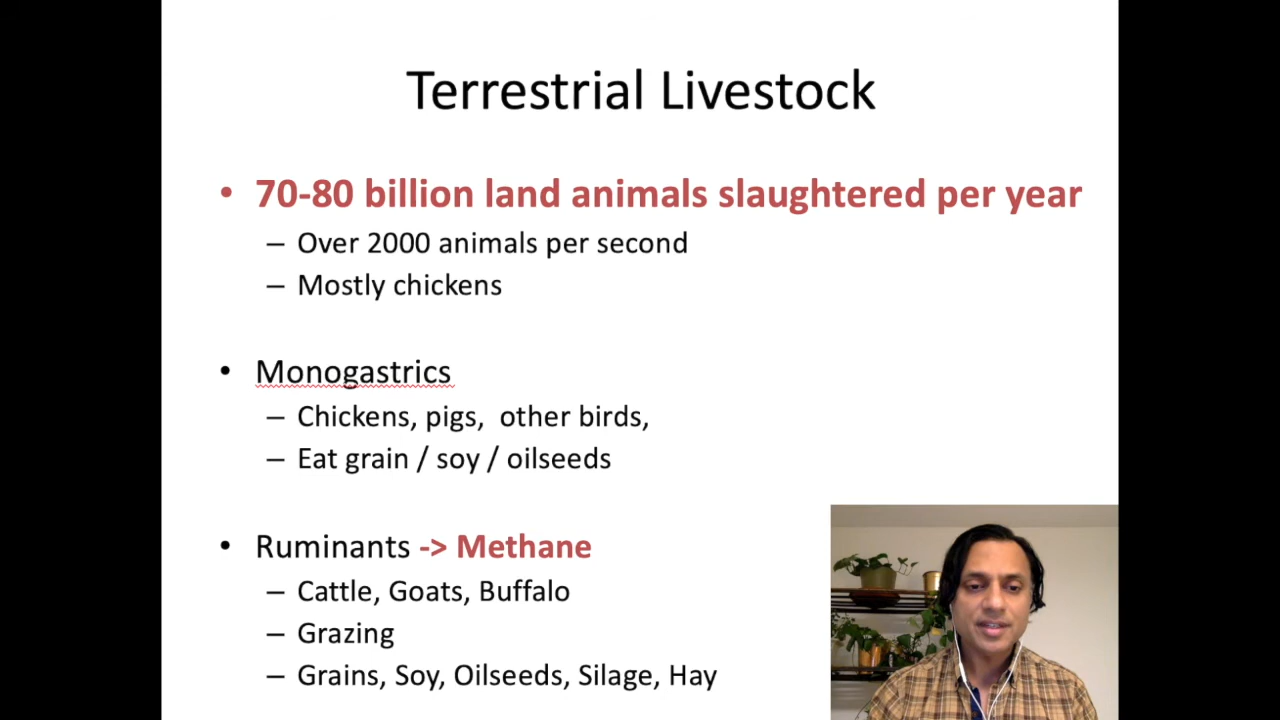 Terrestrial Livestock
• 70-80 billion land animals slaughtered per year
– Over 2000 animals per second
– Mostly chickens
• Monogastrics
– Chickens, pigs,  other birds,
– Eat grain / soy / oilseeds
• Ruminants -> Methane
– Cattle, Goats, Buffalo
– Grazing
– Grains, Soy, Oilseeds, Silage, Hay